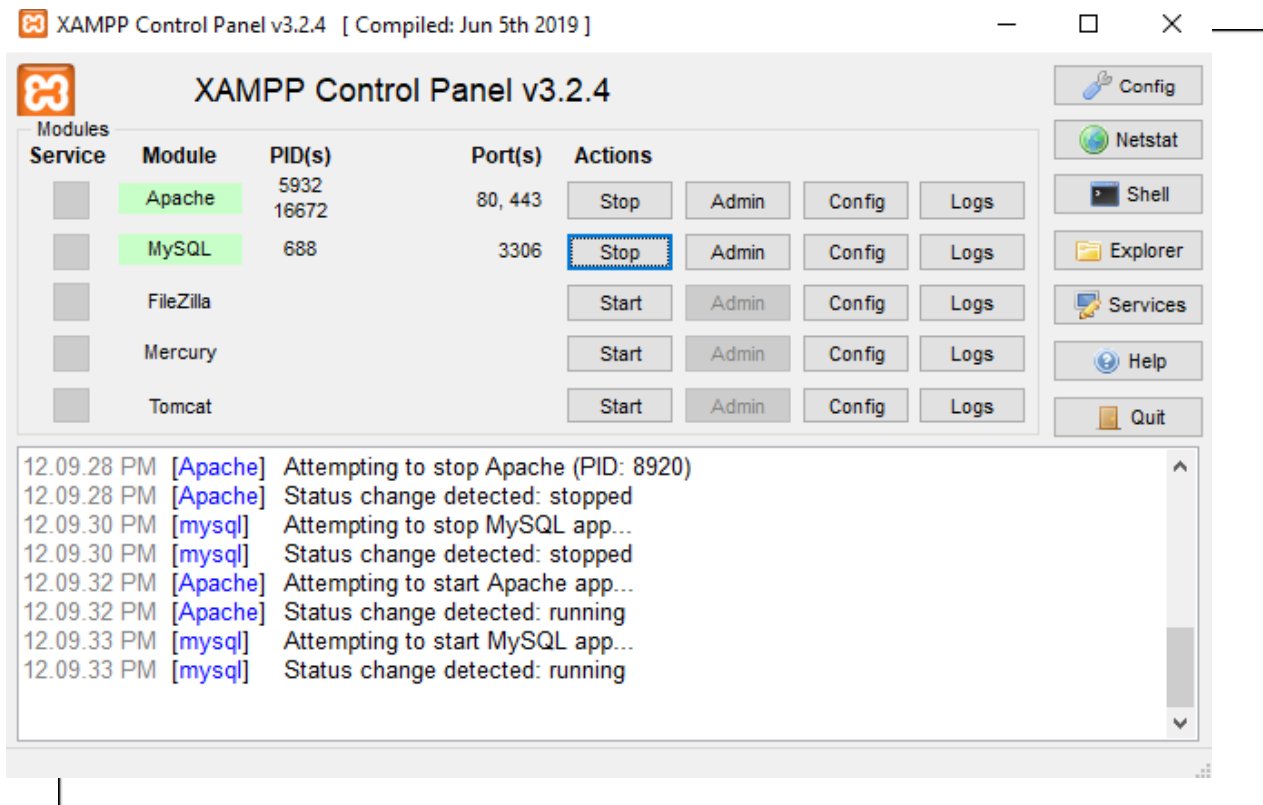 XAMPP Control Panel v3.2.4 [ Compiled: Jun 5th 2019 ]
XAMPP Control Panel v3.2.4
Config
Modules
Netstat
Service Module PID(s) Port(s) Actions
Apache 5932 16672 80, 443 Stop Admin Config Logs
Shell
MySQL 688 3306 Stop Admin Config Logs
Explorer
FileZilla Start Admin Config Logs
Services
Mercury Start Admin Config Logs
Help
Tomcat Start Admin Config Logs
Quit
12.09.28 PM [Apache] Attempting to stop Apache (PID: 8920)
12.09.28 PM [Apache] Status change detected: stopped
12.09.30 PM [mysql] Attempting to stop MySQL app...
12.09.30 PM [mysql] Status change detected: stopped
12.09.32 PM [Apache] Attempting to start Apache app...
12.09.32 PM [Apache] Status change detected: running
12.09.33 PM [mysql] Attempting to start MySQL app...
12.09.33 PM [mysql] Status change detected: running